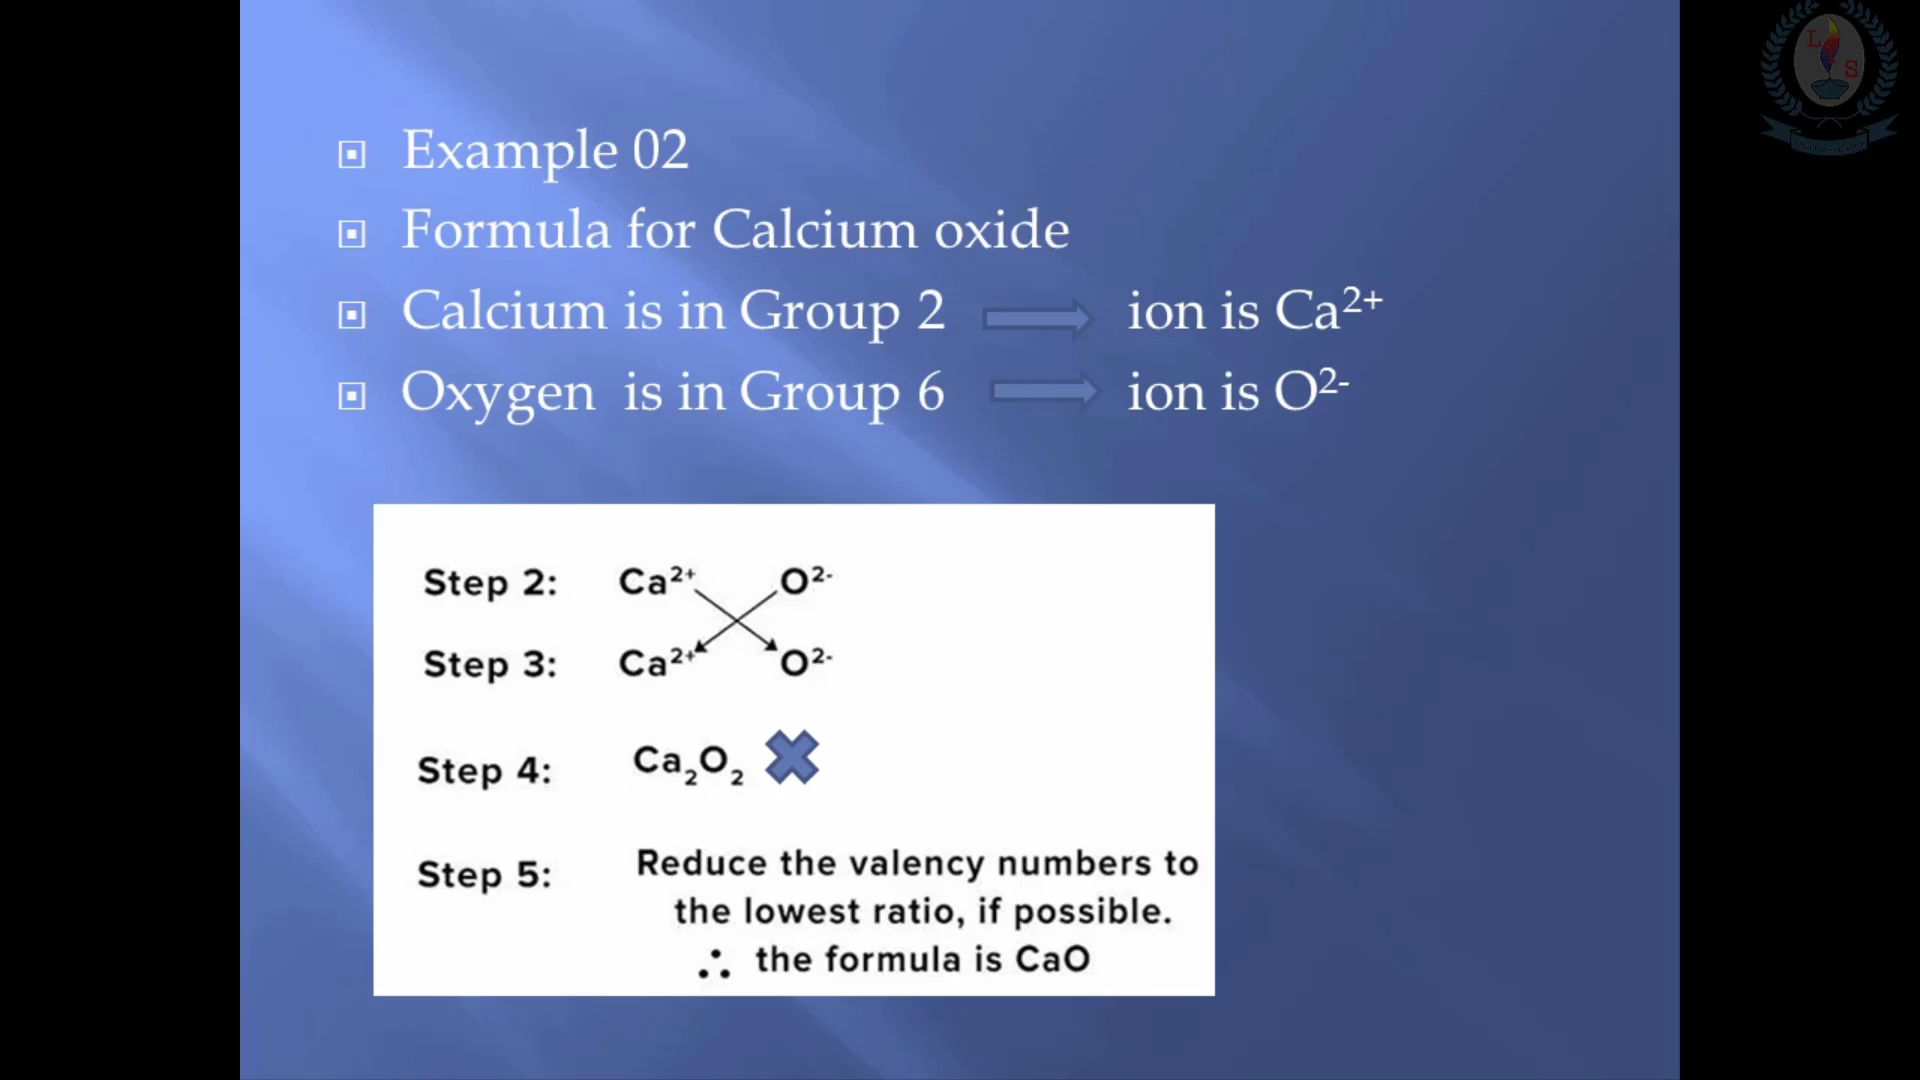 Example 02
Formula for Calcium oxide
Calcium is in Group 2 ion is Ca²⁺
Oxygen is in Group 6 ion is O²⁻
Step 2: Ca²⁺ O²⁻
Step 3: Ca²⁺ O²⁻
Step 4: Ca₂O₂
Step 5: Reduce the valency numbers to
the lowest ratio, if possible.
∴ the formula is CaO
L
S